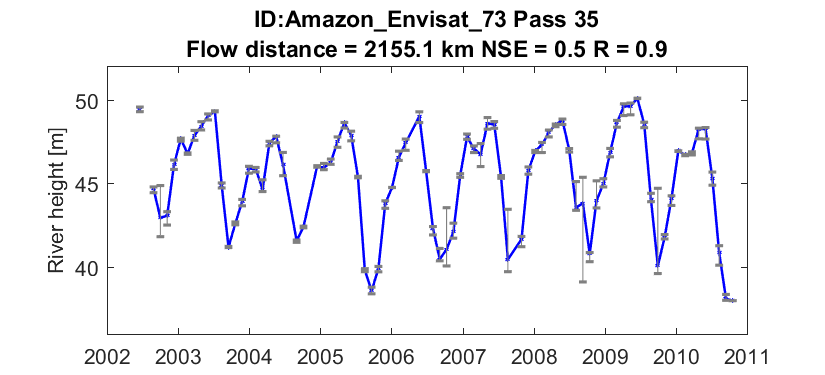 ID:Amazon_Envisat_73 Pass 35
Flow distance = 2155.1 km NSE = 0.5 R = 0.9
River height [m]
50
45
40
2002 2003 2004 2005 2006 2007 2008 2009 2010 2011